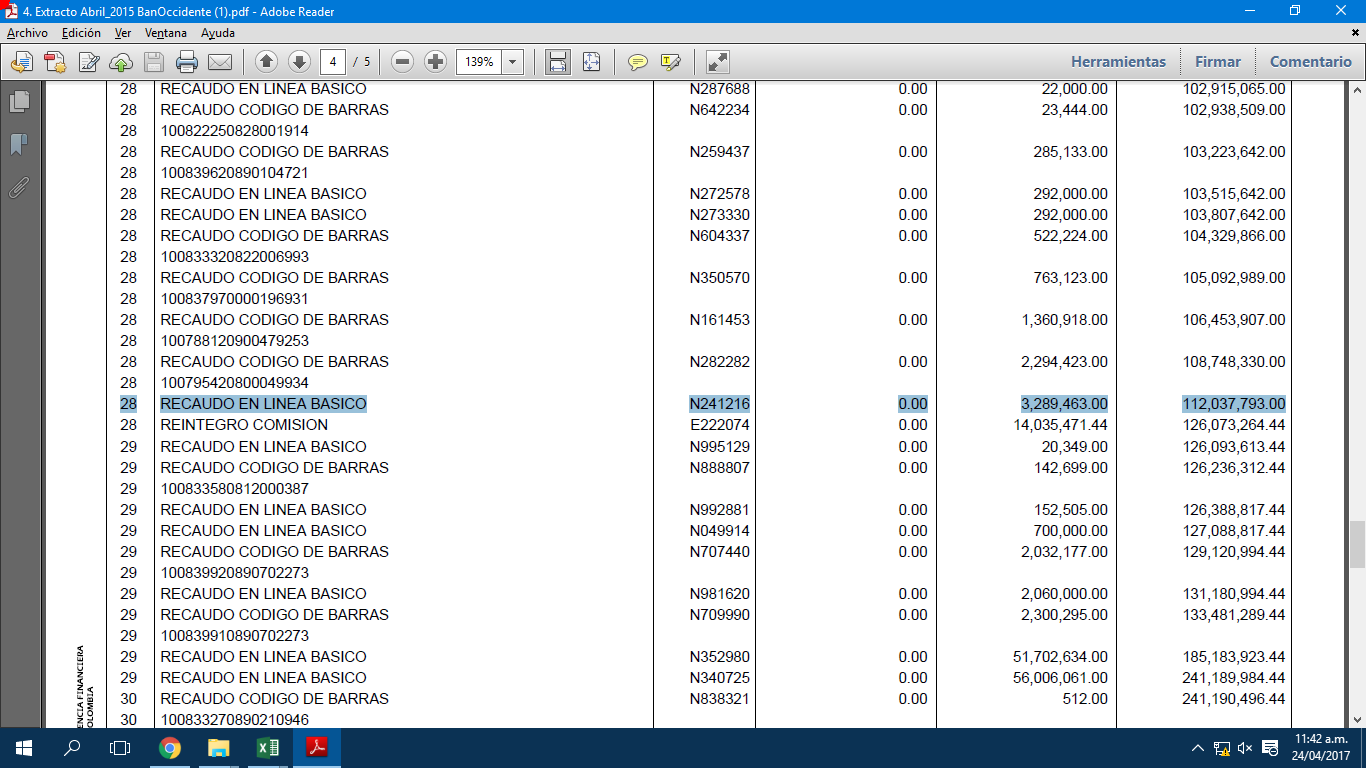 4. Extracto Abril_2015 BanOccidente (1).pdf - Adobe Reader
Archivo Edición Ver Ventana Ayuda
4 / 5 139% Herramientas Firmar Comentario
28 RECAUDO EN LINEA BASICO N287688 0.00 22,000.00 102,915,065.00
28 RECAUDO CODIGO DE BARRAS N642234 0.00 23,444.00 102,938,509.00
28 100822250828001914
28 RECAUDO CODIGO DE BARRAS N259437 0.00 285,133.00 103,223,642.00
28 100839620890104721
28 RECAUDO EN LINEA BASICO N272578 0.00 292,000.00 103,515,642.00
28 RECAUDO EN LINEA BASICO N273330 0.00 292,000.00 103,807,642.00
28 RECAUDO CODIGO DE BARRAS N604337 0.00 522,224.00 104,329,866.00
28 100833320822006993
28 RECAUDO CODIGO DE BARRAS N350570 0.00 763,123.00 105,092,989.00
28 100837970000196931
28 RECAUDO CODIGO DE BARRAS N161453 0.00 1,360,918.00 106,453,907.00
28 100788120900479253
28 RECAUDO CODIGO DE BARRAS N282282 0.00 2,294,423.00 108,748,330.00
28 100795420800049934
28 RECAUDO EN LINEA BASICO N241216 0.00 3,289,463.00 112,037,793.00
28 REINTEGRO COMISION E222074 0.00 14,035,471.44 126,073,264.44
29 RECAUDO EN LINEA BASICO N995129 0.00 20,349.00 126,093,613.44
29 RECAUDO CODIGO DE BARRAS N888807 0.00 142,699.00 126,236,312.44
29 100833580812000387
29 RECAUDO EN LINEA BASICO N992881 0.00 152,505.00 126,388,817.44
29 RECAUDO EN LINEA BASICO N049914 0.00 700,000.00 127,088,817.44
29 RECAUDO CODIGO DE BARRAS N707440 0.00 2,032,177.00 129,120,994.44
29 100839920890702273
29 RECAUDO EN LINEA BASICO N981620 0.00 2,060,000.00 131,180,994.44
29 RECAUDO CODIGO DE BARRAS N709990 0.00 2,300,295.00 133,481,289.44
29 100839910890702273
29 RECAUDO EN LINEA BASICO N352980 0.00 51,702,634.00 185,183,923.44
29 RECAUDO EN LINEA BASICO N340725 0.00 56,006,061.00 241,189,984.44
30 RECAUDO CODIGO DE BARRAS N838321 0.00 512.00 241,190,496.44
30 100833270890210946
ENCIA FINANCIERA
OLOMBIA
11:42 a.m.
24/04/2017